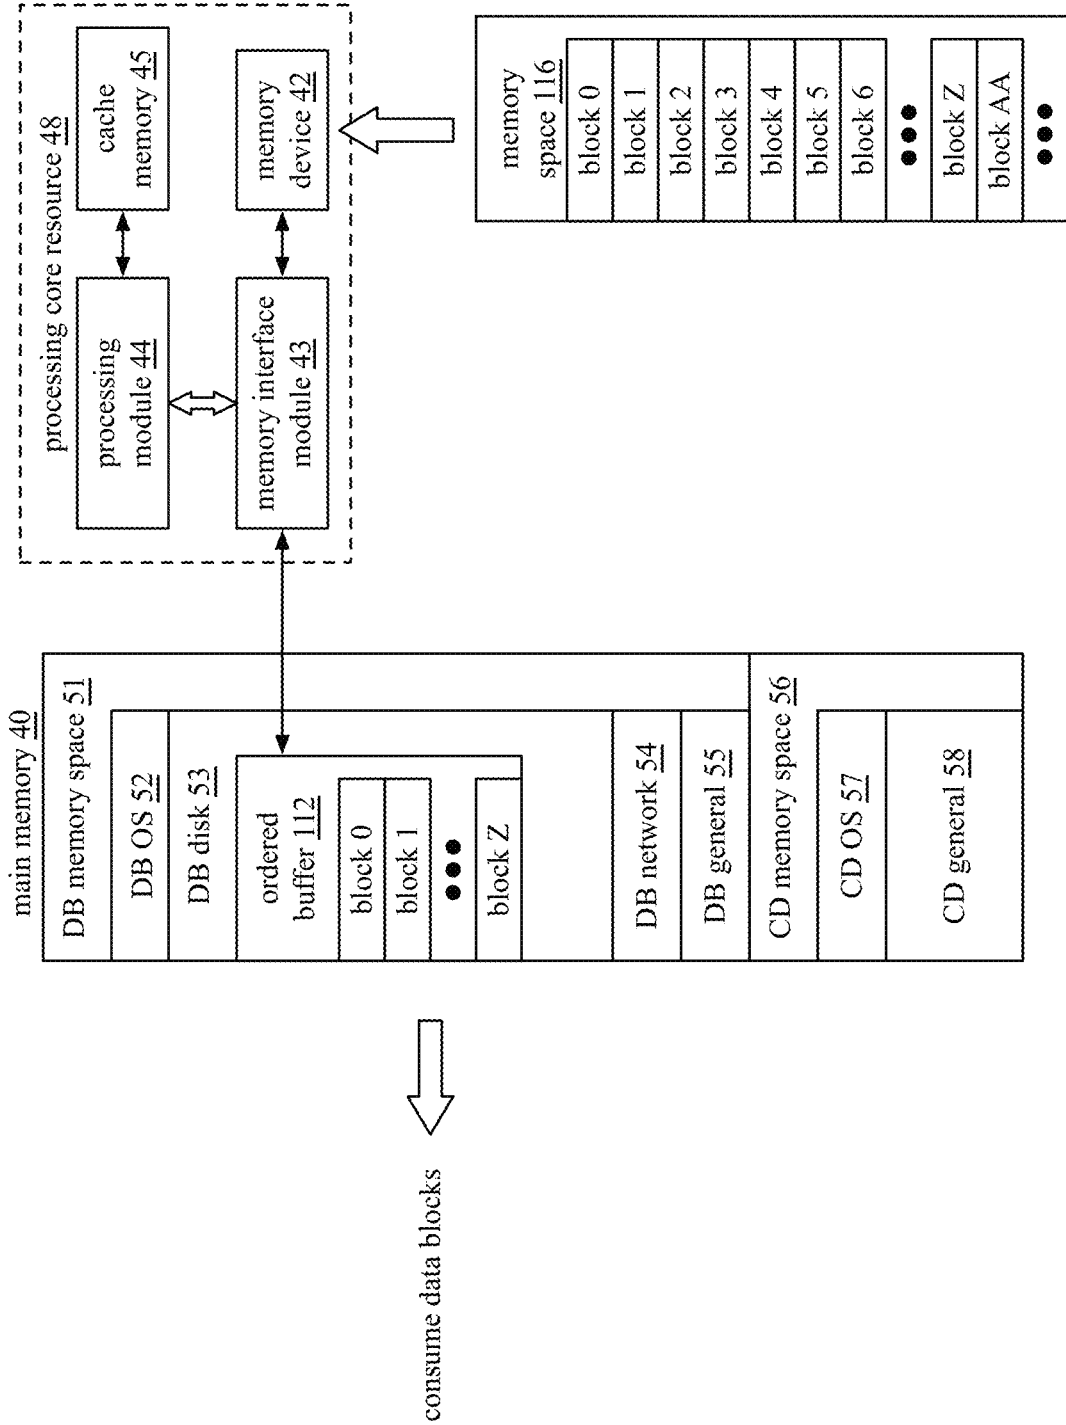 main memory 40
DB memory space 51
DB OS 52
DB disk 53
ordered
buffer 112
block 0
block 1
block Z
DB network 54
DB general 55
CD memory space 56
CD OS 57
CD general 58
consume data blocks
processing core resource 48
processing
module 44
cache
memory 45
memory interface
module 43
memory
device 42
memory
space 116
block 0
block 1
block 2
block 3
block 4
block 5
block 6
block Z
block AA